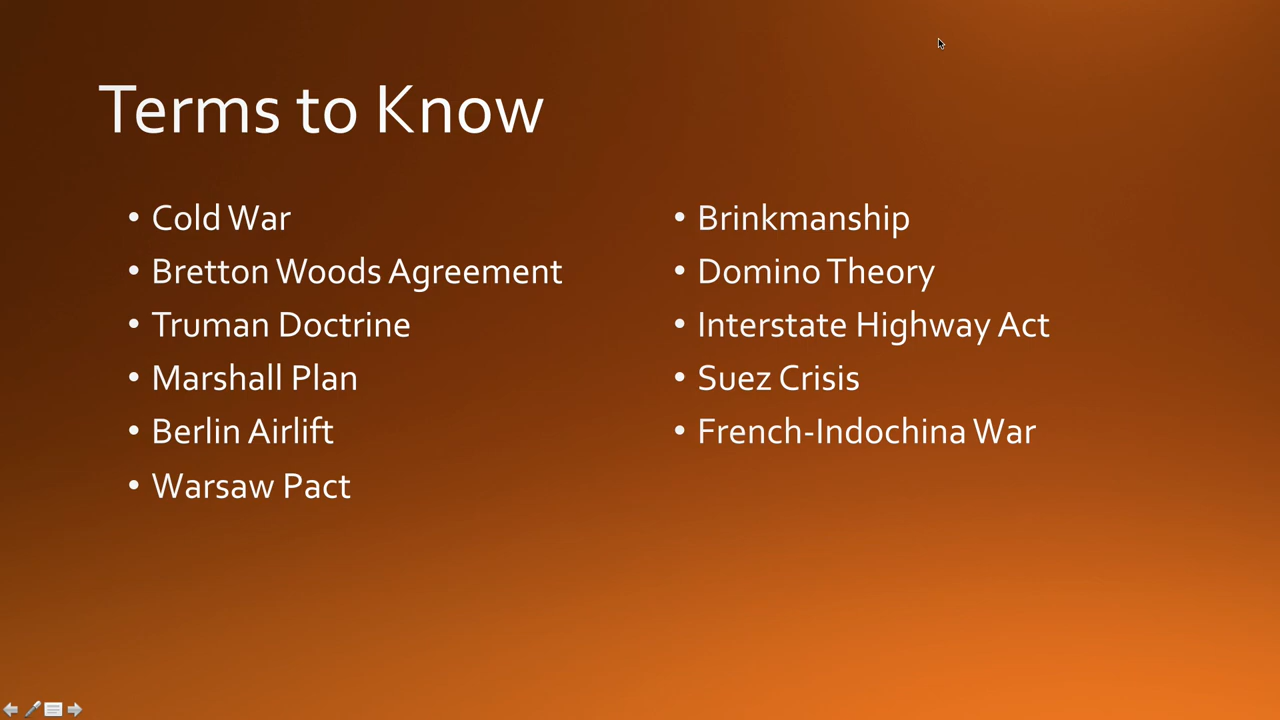 Terms to Know
• Cold War
• Bretton Woods Agreement
• Truman Doctrine
• Marshall Plan
• Berlin Airlift
• Warsaw Pact
• Brinkmanship
• Domino Theory
• Interstate Highway Act
• Suez Crisis
• French-Indochina War